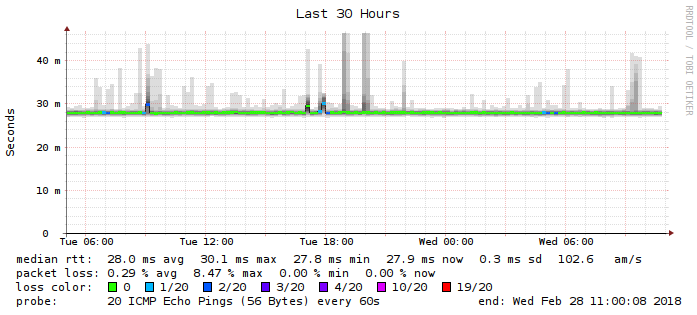 Last 30 Hours
RRDTOOL / TOBI OETIKER
Seconds
40 m
30 m
20 m
10 m
0
Tue 06:00 Tue 12:00 Tue 18:00 Wed 00:00 Wed 06:00
median rtt: 28.0 ms avg 30.1 ms max 27.8 ms min 27.9 ms now 0.3 ms sd 102.6 am/s
packet loss: 0.29 % avg 8.47 % max 0.00 % min 0.00 % now
loss color: 0 1/20 2/20 3/20 4/20 10/20 19/20
probe: 20 ICMP Echo Pings (56 Bytes) every 60s end: Wed Feb 28 11:00:08 2018